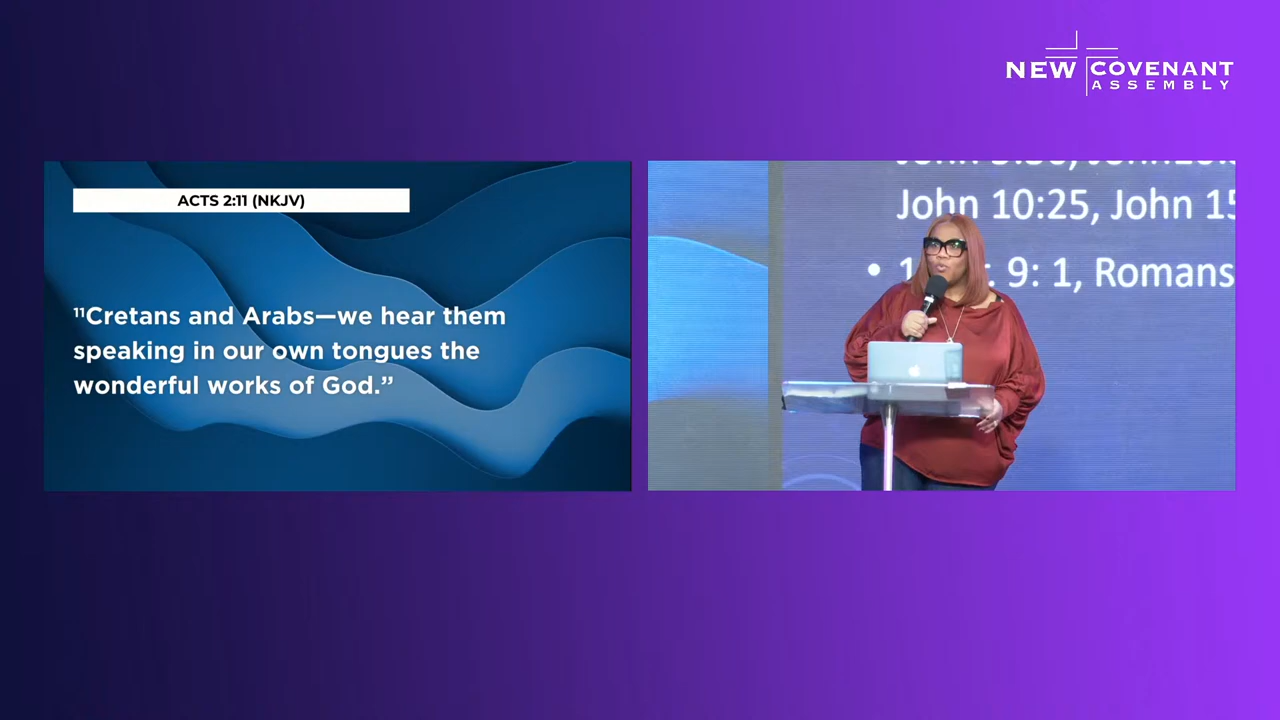 NEW COVENANT
ASSEMBLY
ACTS 2:11 (NKJV)
¹¹Cretans and Arabs—we hear them
speaking in our own tongues the
wonderful works of God.”
John 10:25, John 15
• 1 : 9: 1, Romans